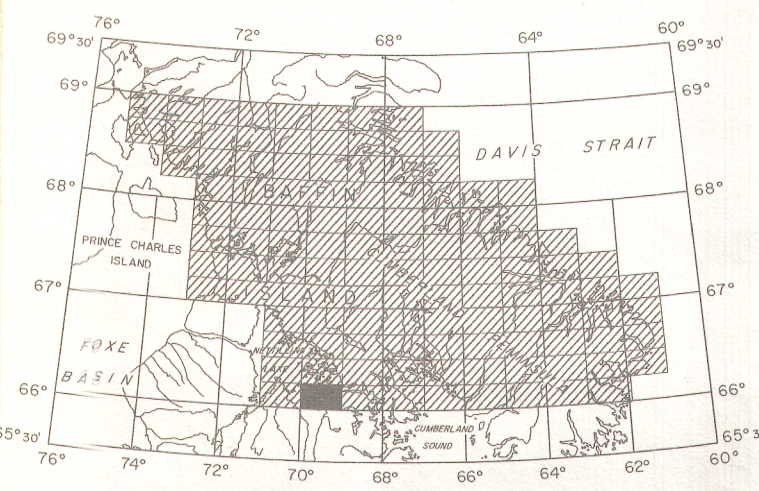 76°
72°
68°
64°
60°
69° 30'
69° 30'
69°
69°
DAVIS STRAIT
BAFFIN
68°
68°
PRINCE CHARLES
ISLAND
CUMBERLAND
67°
67°
ISLAND
PENINSULA
FOXE
BASIN
NETTILLING
LAKE
66°
66°
CUMBERLAND
SOUND
65° 30'
65° 3
76°
74°
72°
70°
68°
66°
64°
62°
60°